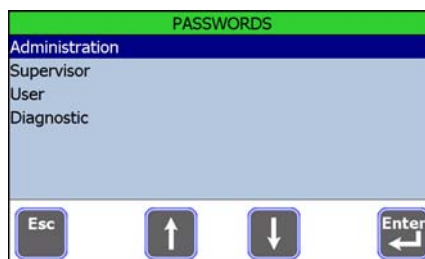 PASSWORDS
Administration
Supervisor
User
Diagnostic
Esc
Enter